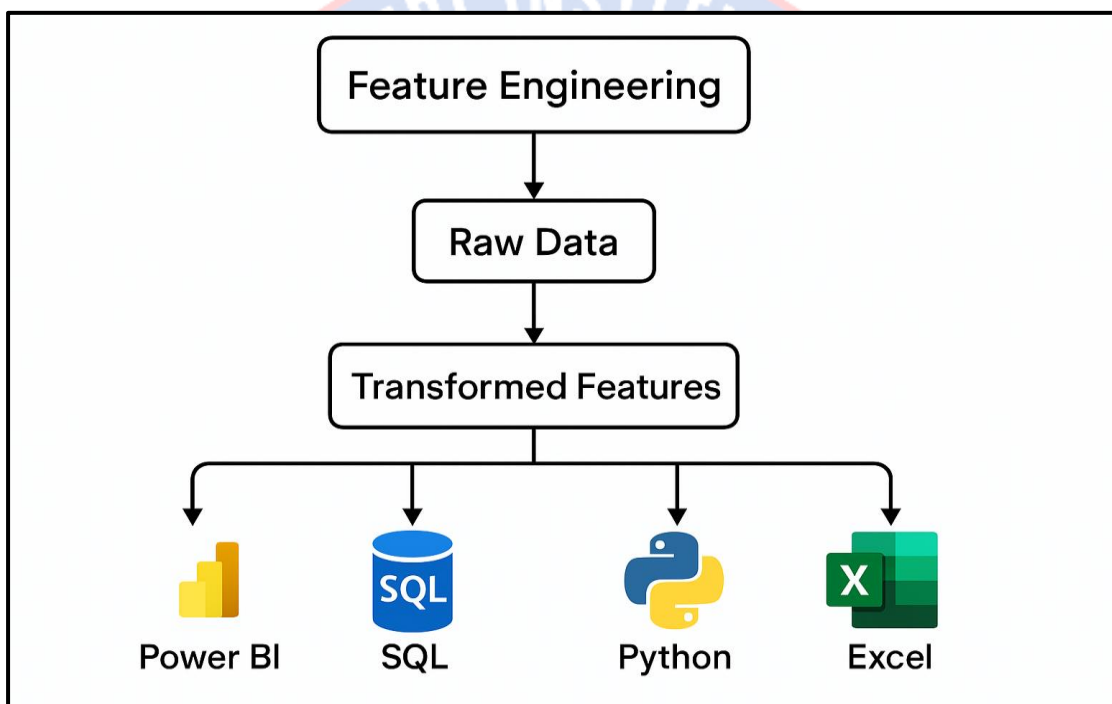 Feature Engineering
Raw Data
Transformed Features
SQL
X
Power BI
SQL
Python
Excel